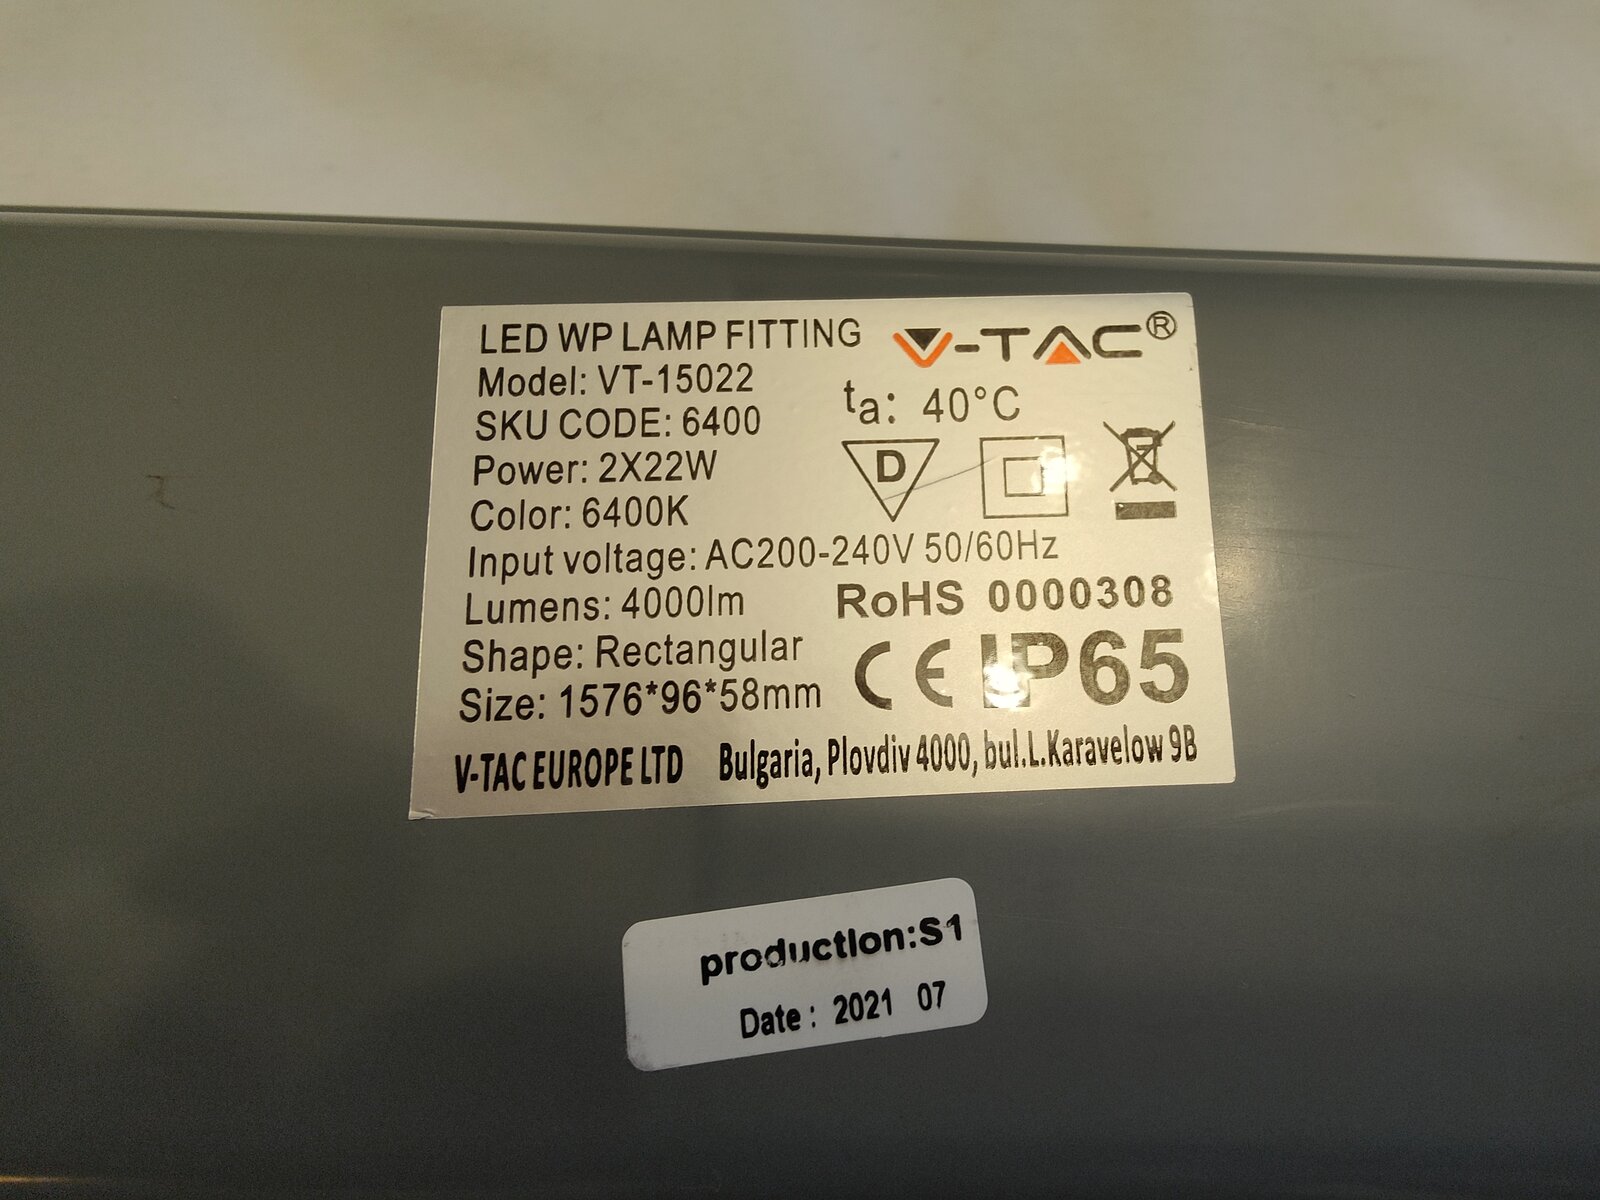 LED WP LAMP FITTING
V-TAC®
Model: VT-15022
ta: 40°C
SKU CODE: 6400
Power: 2X22W
D
Color: 6400K
Input voltage: AC200-240V 50/60Hz
Lumens: 4000lm
RoHS 0000308
Shape: Rectangular
CE IP65
Size: 1576*96*58mm
V-TAC EUROPE LTD Bulgaria, Plovdiv 4000, bul.L.Karavelow 9B
production:S1
Date: 2021 07